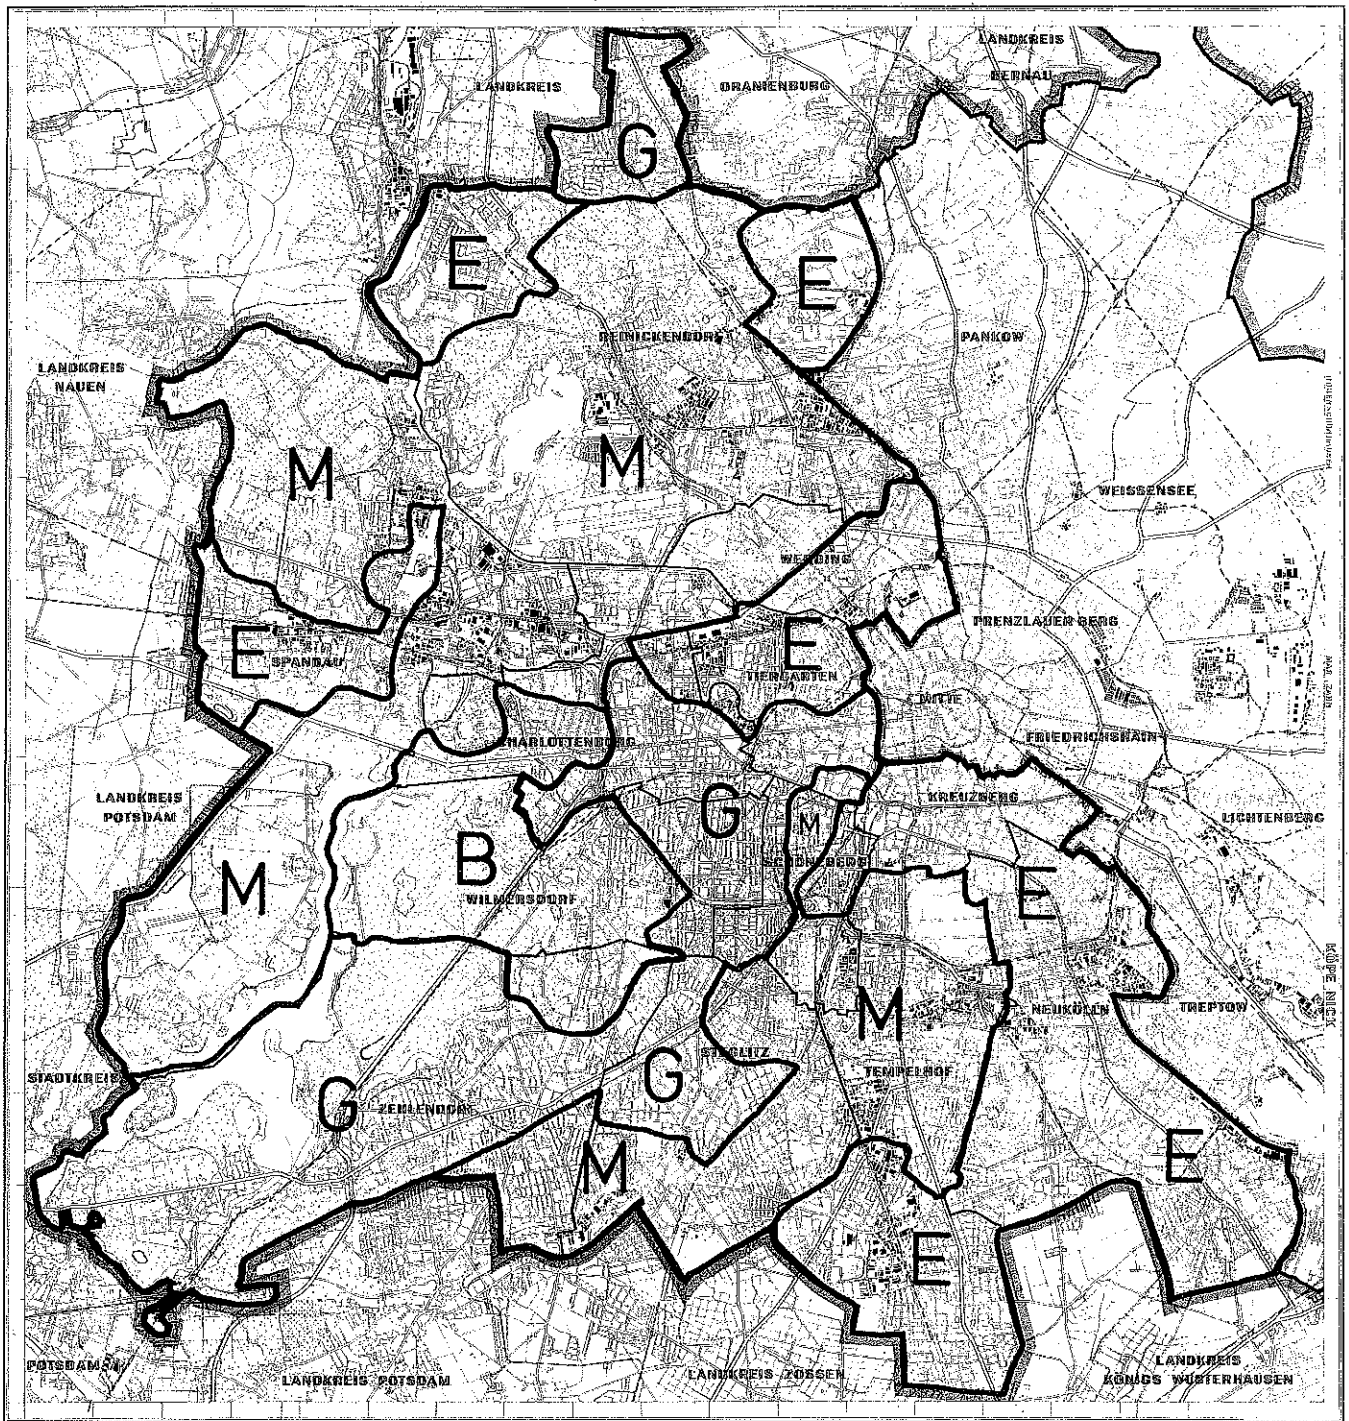 LANDKREIS
BERNAU
LANDKREIS
ORANIENBURG
G
E
E
REINICKENDORF
PANKOW
LANDKREIS
NAUEN
M
M
WEISSENSEE
WEDDING
PRENZLAUER BERG
E
E
SPANDAU
TIERGARTEN
MITTE
CHARLOTTENBURG
FRIEDRICHSHAIN
LANDKREIS
POTSDAM
G
KREUZBERG
LICHTENBERG
M
B
SCHÖNEBERG
M
E
WILMERSDORF
KÖPENICK
M
NEUKÖLLN
TREPTOW
STEGLITZ
TEMPELHOF
STADTKREIS
G
G
ZEHLENDORF
M
E
E
POTSDAM
LANDKREIS POTSDAM
LANDKREIS ZOSSEN
LANDKREIS
KÖNIGS WUSTERHAUSEN